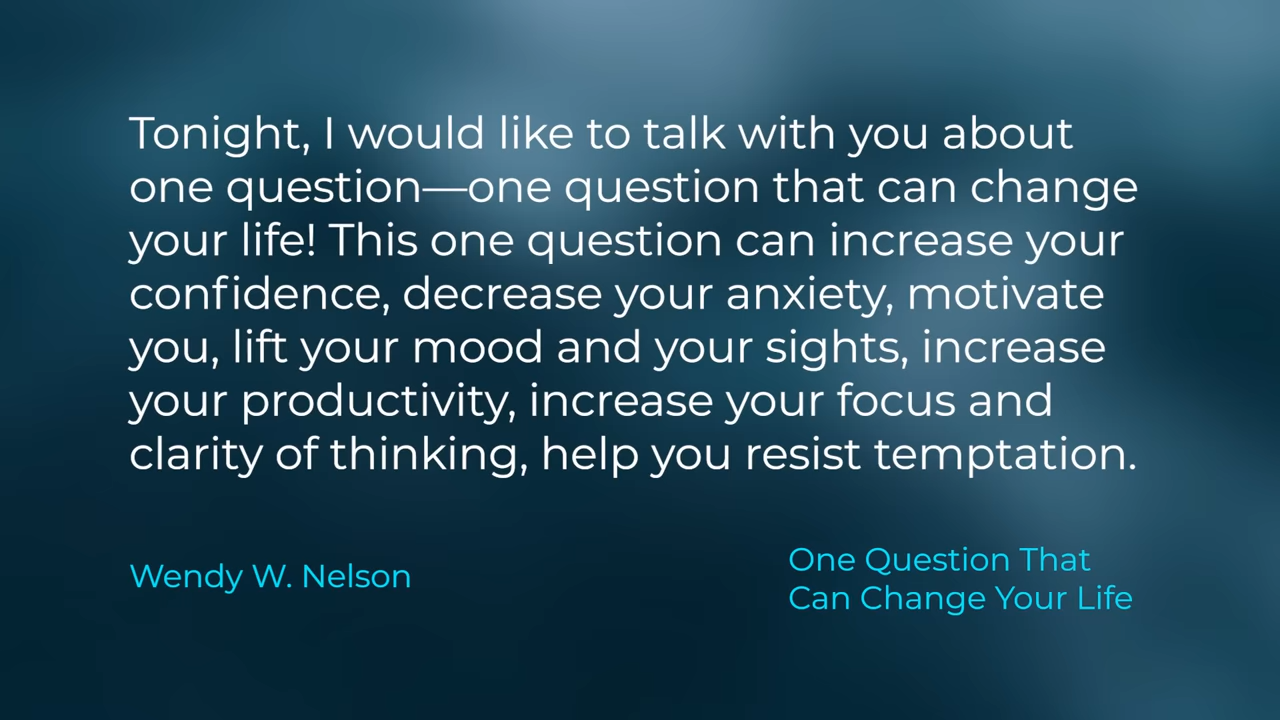 Tonight, I would like to talk with you about
one question—one question that can change
your life! This one question can increase your
confidence, decrease your anxiety, motivate
you, lift your mood and your sights, increase
your productivity, increase your focus and
clarity of thinking, help you resist temptation.
Wendy W. Nelson
One Question That
Can Change Your Life